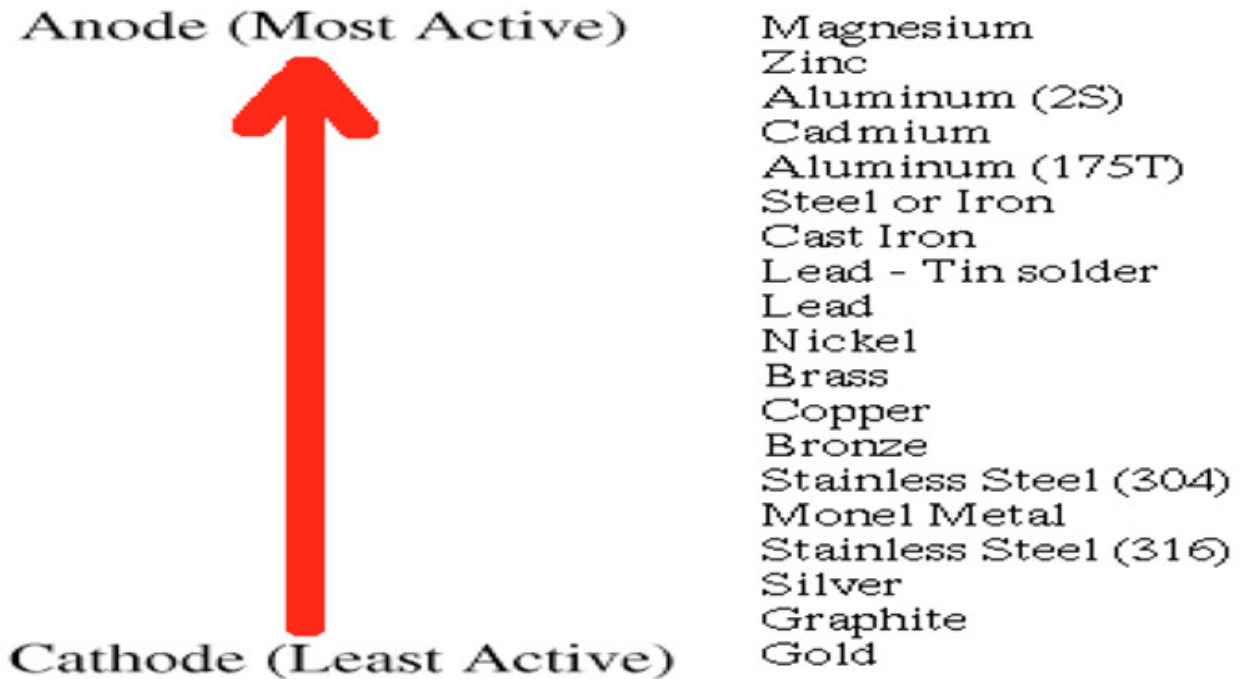 Anode (Most Active)
Magnesium
Zinc
Aluminum (2S)
Cadmium
Aluminum (175T)
Steel or Iron
Cast Iron
Lead - Tin solder
Lead
Nickel
Brass
Copper
Bronze
Stainless Steel (304)
Monel Metal
Stainless Steel (316)
Silver
Graphite
Gold
Cathode (Least Active)